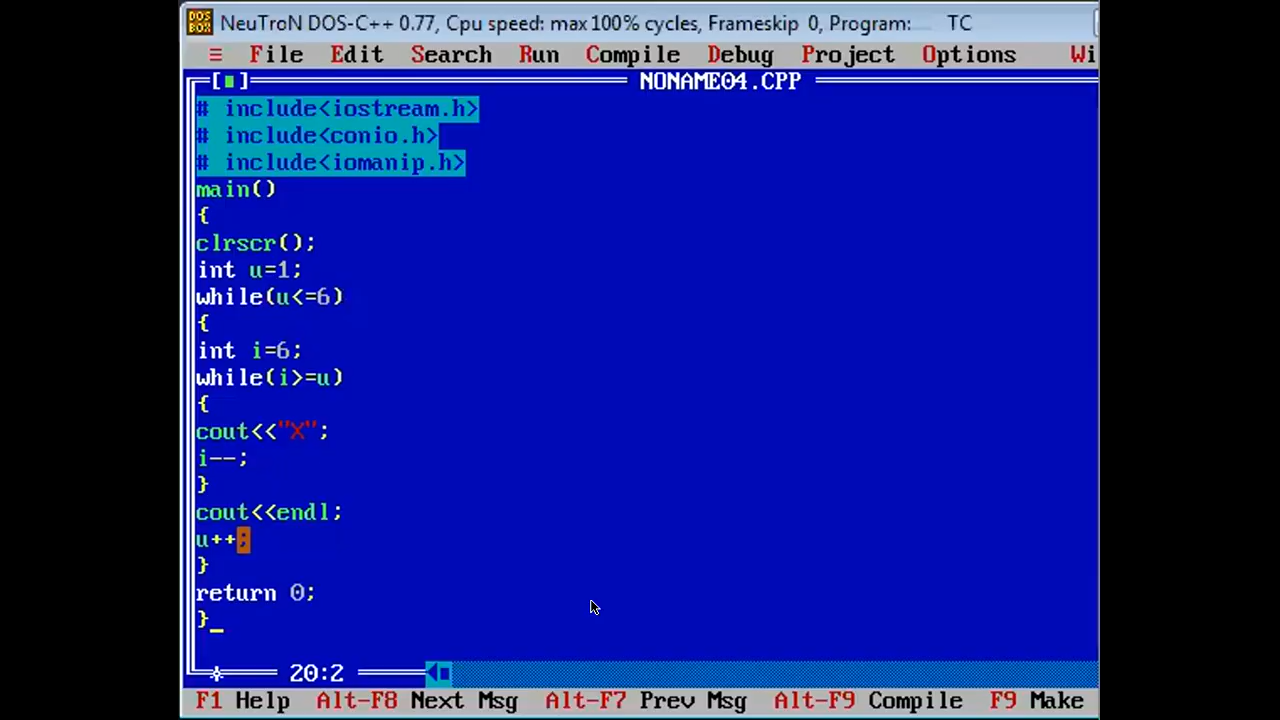 NeuTroN DOS-C++ 0.77, Cpu speed: max 100% cycles, Frameskip 0, Program: TC
≡ File Edit Search Run Compile Debug Project Options Wi
[■] NONAME04.CPP
# include<iostream.h>
# include<conio.h>
# include<iomanip.h>
main()
{
clrscr();
int u=1;
while(u<=6)
{
int i=6;
while(i>=u)
{
cout<<"X";
i--;
}
cout<<endl;
u++;
}
return 0;
}_
20:2
F1 Help Alt-F8 Next Msg Alt-F7 Prev Msg Alt-F9 Compile F9 Make